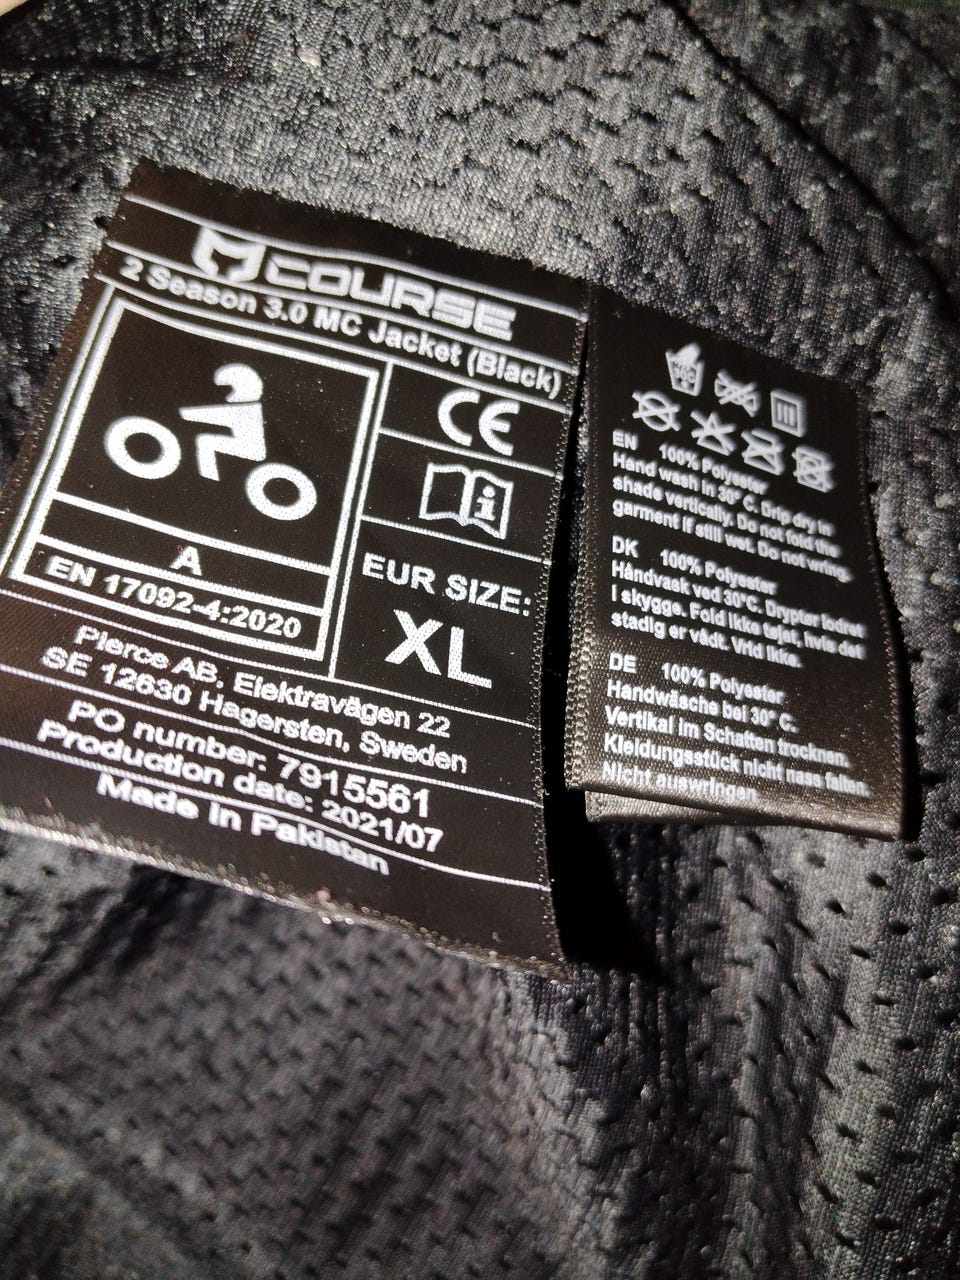 COURSE
2 Season 3.0 MC Jacket (Black)
CE
i
A
EN 17092-4:2020
EUR SIZE:
XL
Pierce AB, Elektravägen 22
SE 12630 Hagersten, Sweden
PO number: 7915561
Production date: 2021/07
Made in Pakistan
EN 100% Polyester
Hand wash in 30° C. Drip dry in
shade vertically. Do not fold the
garment if still wet. Do not wring.
DK 100% Polyester
Håndvask ved 30°C. Dryptør lodret
i skygge. Fold ikke tøjet, hvis det
stadig er vådt. Vrid ikke.
DE 100% Polyester
Handwäsche bei 30° C.
Vertikal im Schatten trocknen.
Kleidungsstück nicht nass falten.
Nicht auswringen.